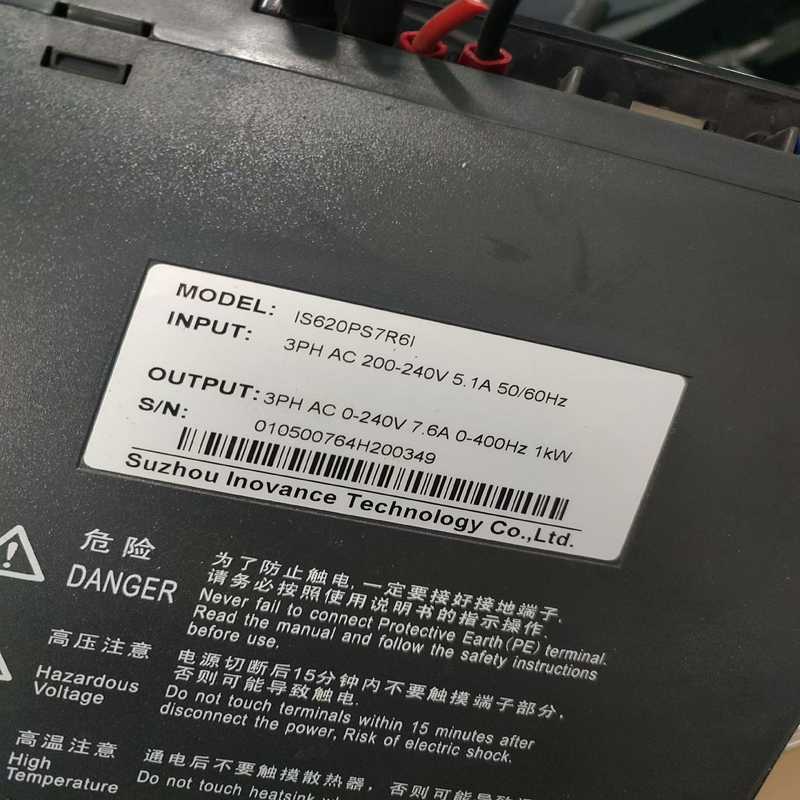 MODEL: IS620PS7R6I
INPUT: 3PH AC 200-240V 5.1A 50/60Hz
OUTPUT: 3PH AC 0-240V 7.6A 0-400Hz 1kW
S/N: 010500764H200349
Suzhou Inovance Technology Co.,Ltd.
危险
DANGER
为了防止触电,一定要接好接地端子.
请务必按照使用说明书的指示操作.
Never fail to connect Protective Earth(PE) terminal.
Read the manual and follow the safety instructions
before use.
高压注意
Hazardous
Voltage
电源切断后15分钟内不要触摸端子部分,
否则可能导致触电.
Do not touch terminals within 15 minutes after
disconnect the power, Risk of electric shock.
高温注意
High
Temperature
通电后不要触摸散热器，否则可能导致
Do not touch heatsink